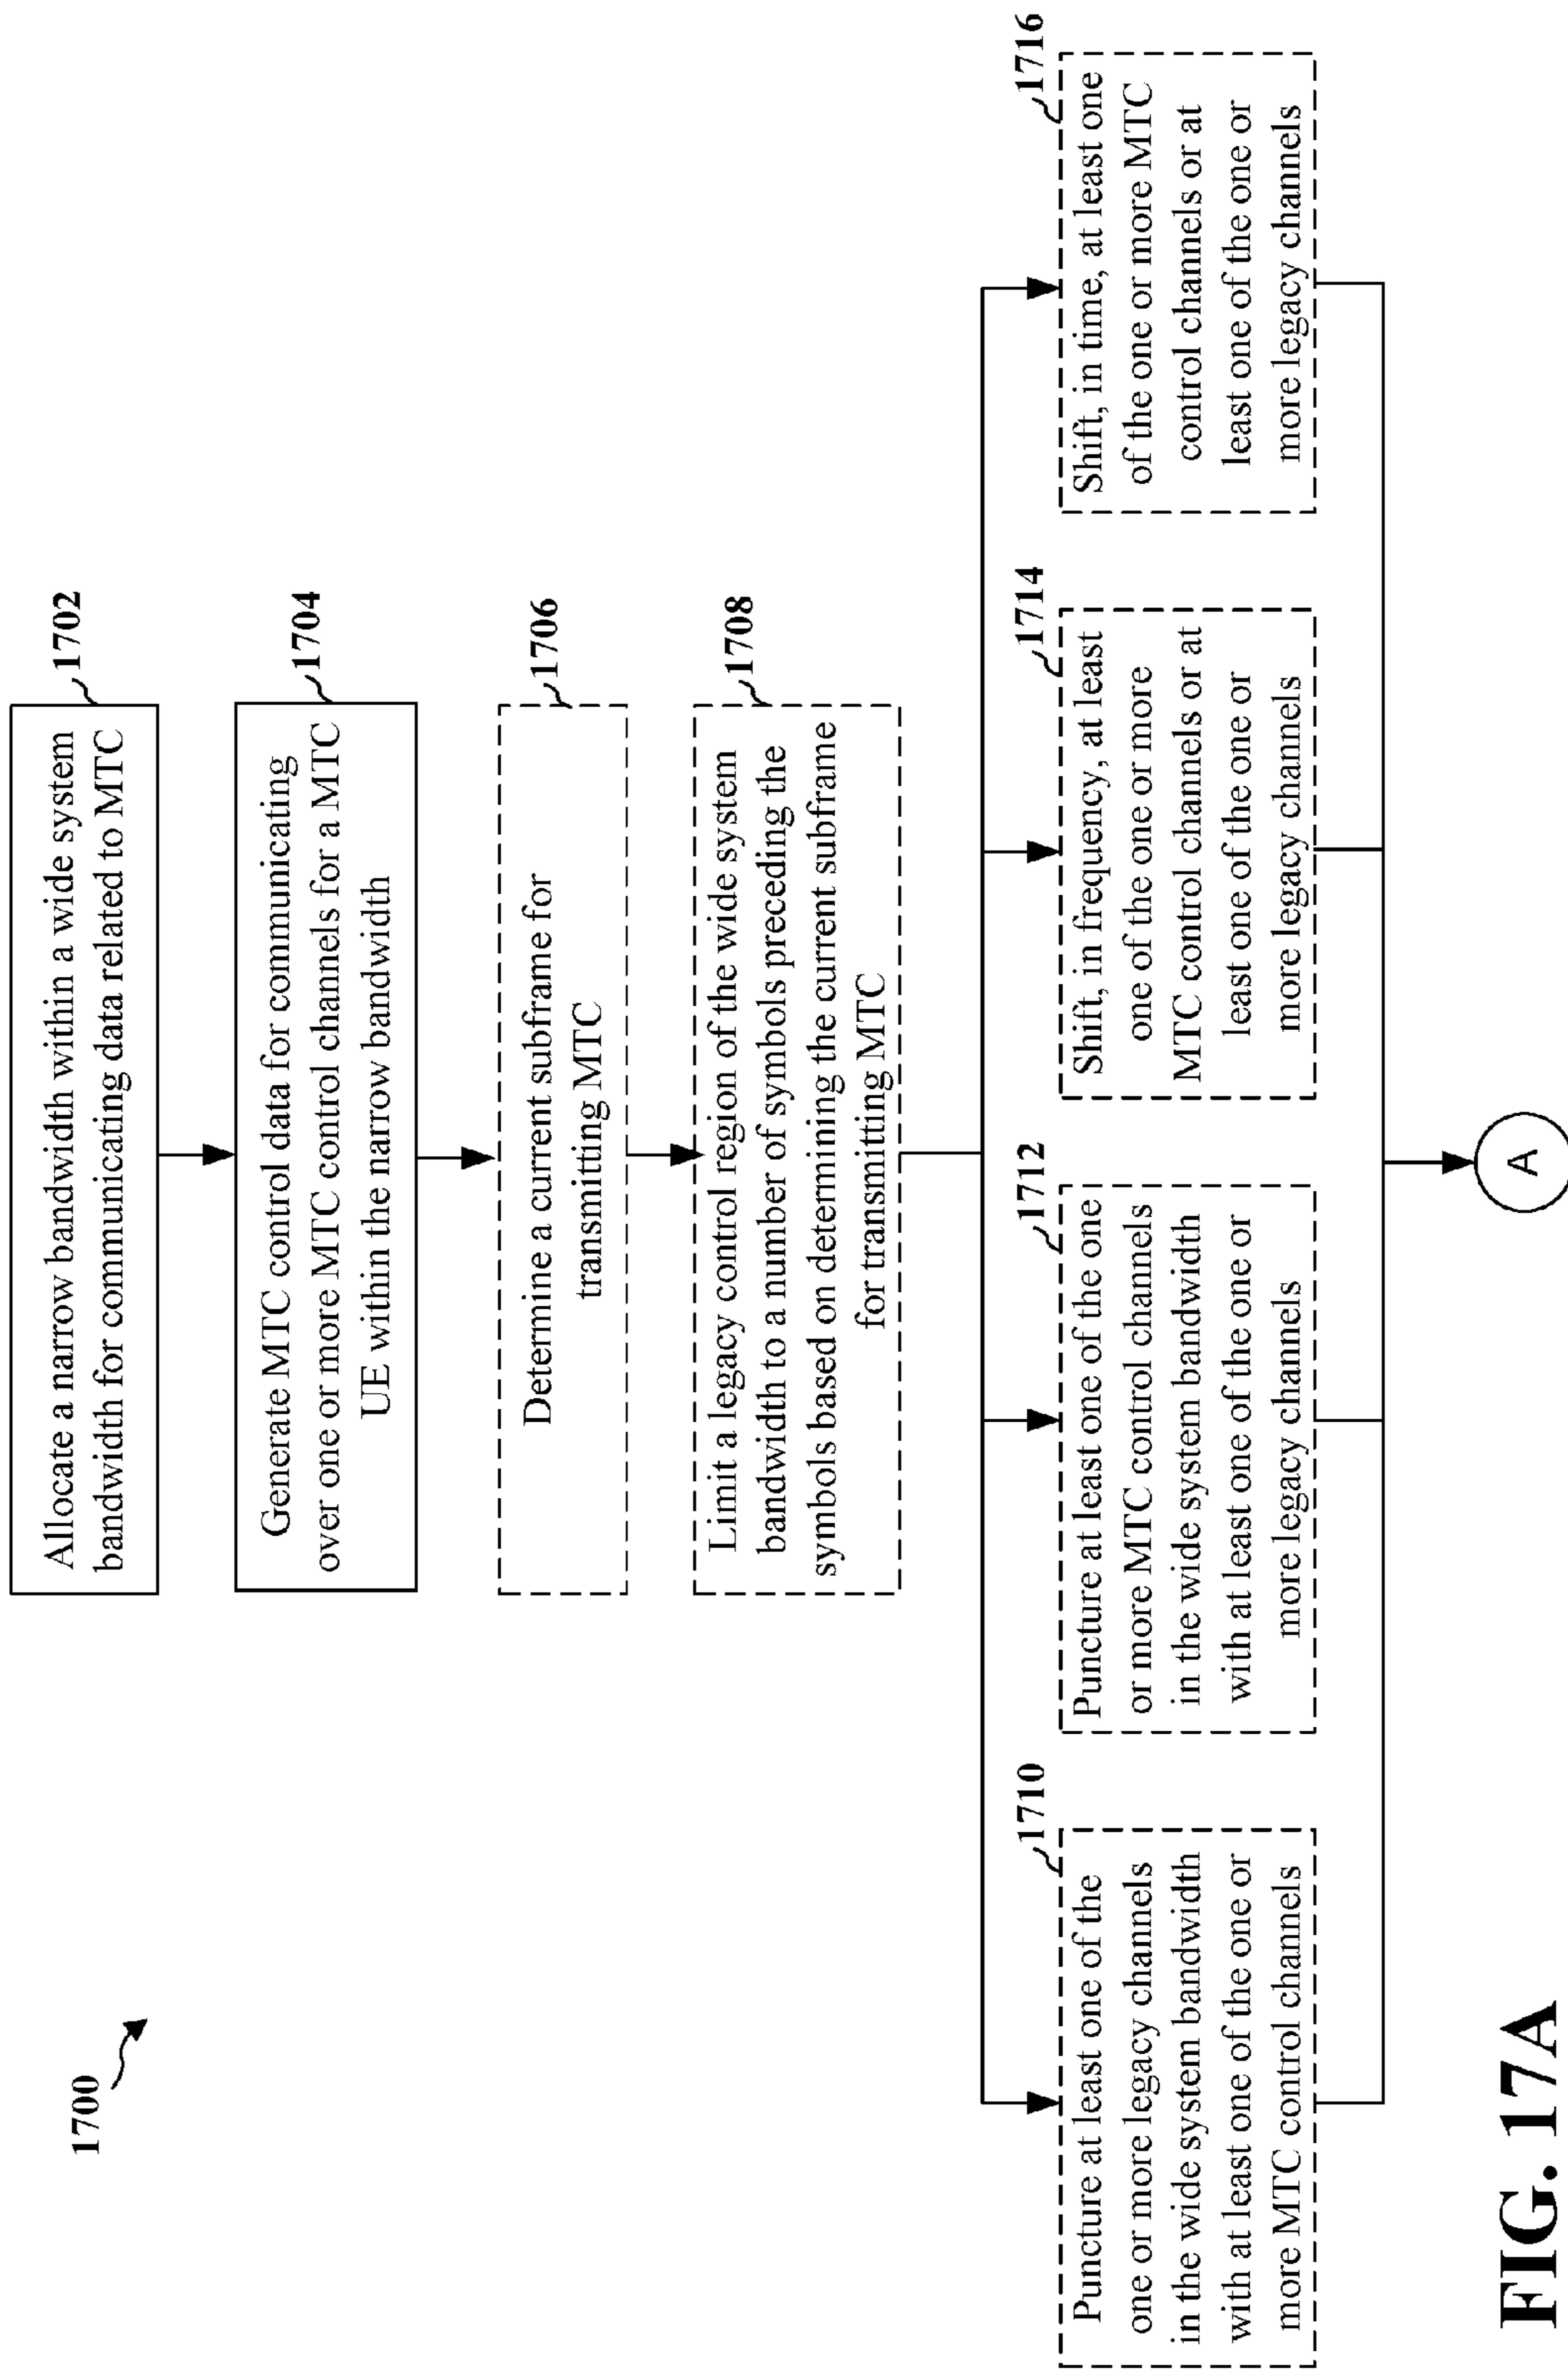 1700
1702
Allocate a narrow bandwidth within a wide system
bandwidth for communicating data related to MTC
1704
Generate MTC control data for communicating
over one or more MTC control channels for a MTC
UE within the narrow bandwidth
1706
Determine a current subframe for
transmitting MTC
1708
Limit a legacy control region of the wide system
bandwidth to a number of symbols preceding the
symbols based on determining the current subframe
for transmitting MTC
1710
Puncture at least one of the
one or more legacy channels
in the wide system bandwidth
with at least one of the one or
more MTC control channels
1712
Puncture at least one of the one
or more MTC control channels
in the wide system bandwidth
with at least one of the one or
more legacy channels
1714
Shift, in frequency, at least
one of the one or more
MTC control channels or at
least one of the one or
more legacy channels
1716
Shift, in time, at least one
of the one or more MTC
control channels or at
least one of the one or
more legacy channels
A
FIG. 17A